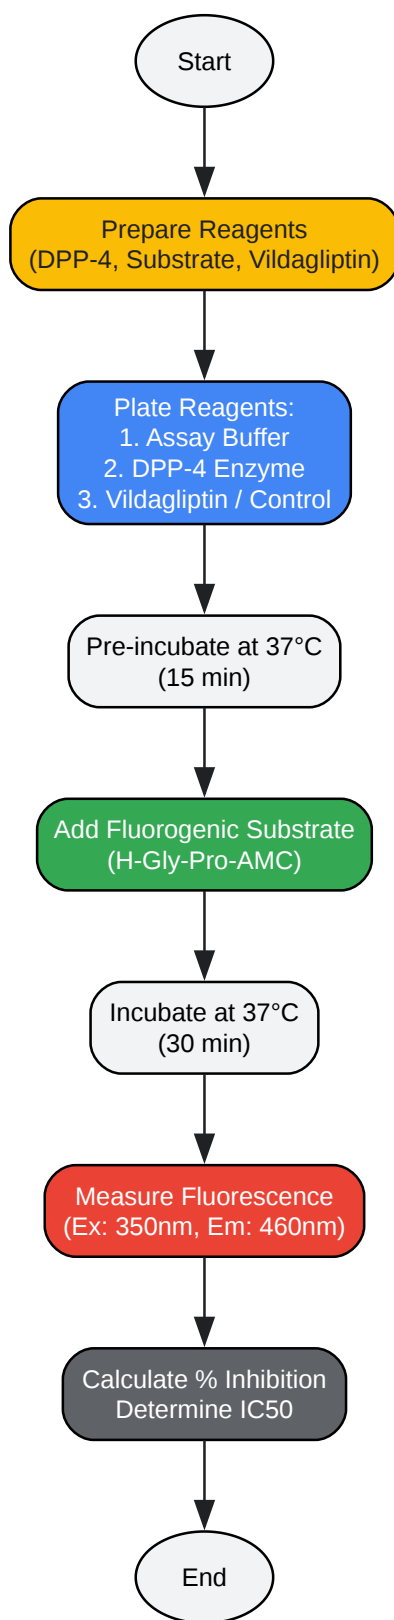 Start
Prepare Reagents
(DPP-4, Substrate, Vildagliptin)
Plate Reagents:
1. Assay Buffer
2. DPP-4 Enzyme
3. Vildagliptin / Control
Pre-incubate at 37°C
(15 min)
Add Fluorogenic Substrate
(H-Gly-Pro-AMC)
Incubate at 37°C
(30 min)
Measure Fluorescence
(Ex: 350nm, Em: 460nm)
Calculate % Inhibition
Determine IC50
End